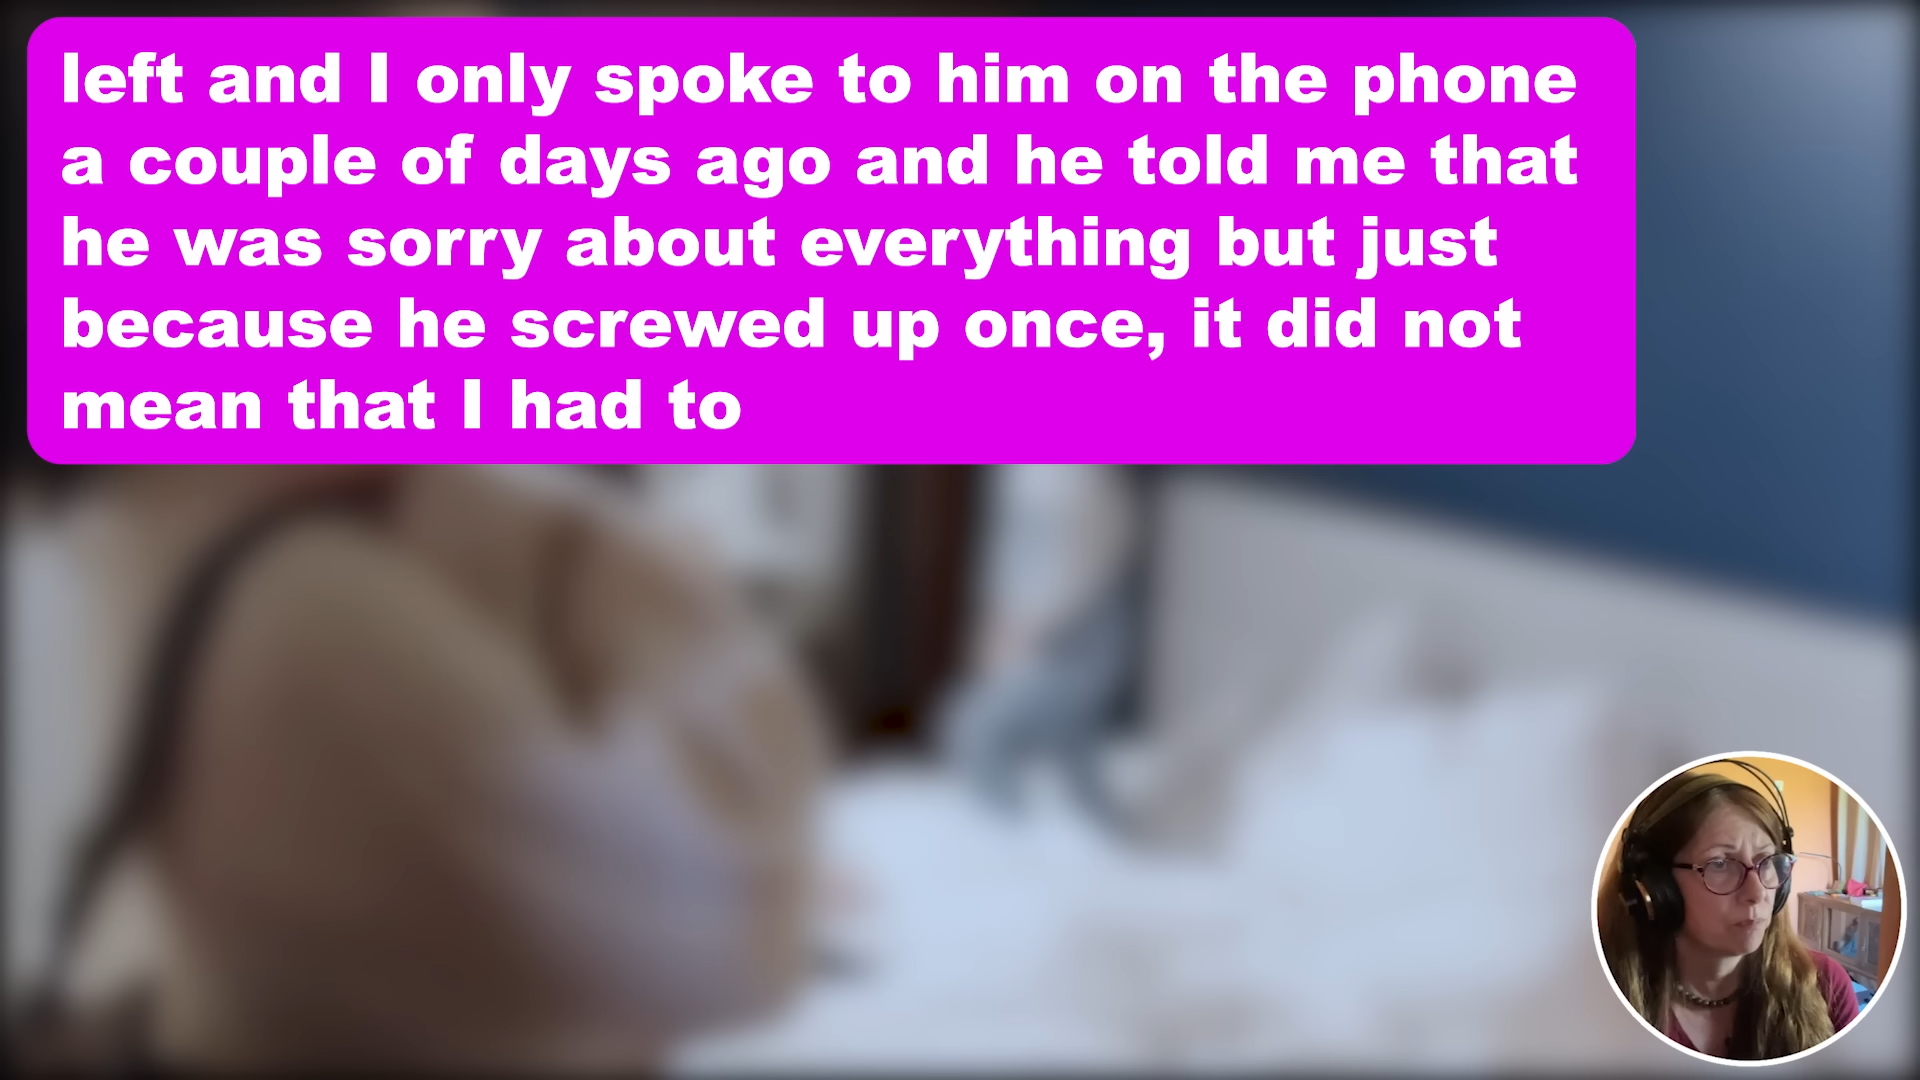 left and I only spoke to him on the phone
a couple of days ago and he told me that
he was sorry about everything but just
because he screwed up once, it did not
mean that I had to